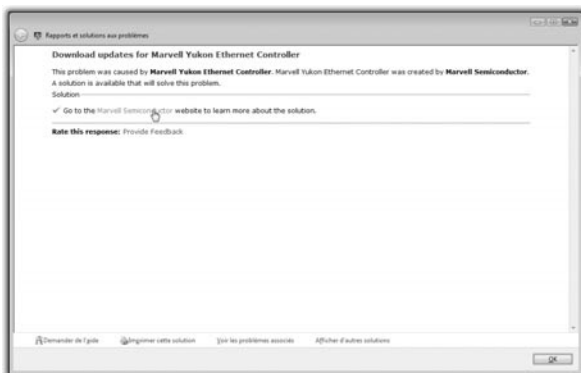 Rapports et solutions aux problèmes
Download updates for Marvell Yukon Ethernet Controller
This problem was caused by Marvell Yukon Ethernet Controller. Marvell Yukon Ethernet Controller was created by Marvell Semiconductor.
A solution is available that will solve this problem.
Solution
✓ Go to the Marvell Semiconductor website to learn more about the solution.
Rate this response: Provide Feedback
Demander de l'aide Imprimer cette solution Voir les problèmes associés Afficher d'autres solutions
OK